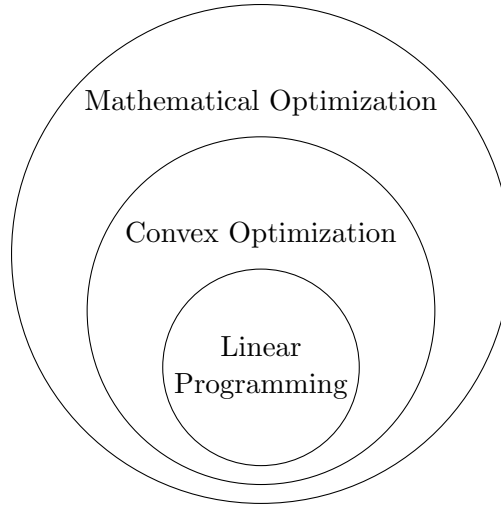 Mathematical Optimization
Convex Optimization
Linear
Programming